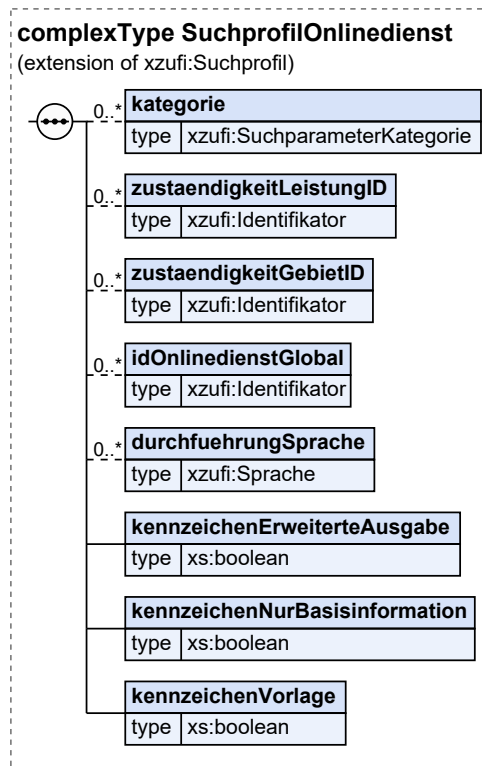 complexType SuchprofilOnlinedienst
(extension of xzufi:Suchprofil)
0..* kategorie
type xzufi:SuchparameterKategorie
0..* zustaendigkeitLeistungID
type xzufi:Identifikator
0..* zustaendigkeitGebietID
type xzufi:Identifikator
0..* idOnlinedienstGlobal
type xzufi:Identifikator
0..* durchfuehrungSprache
type xzufi:Sprache
kennzeichenErweiterteAusgabe
type xs:boolean
kennzeichenNurBasisinformation
type xs:boolean
kennzeichenVorlage
type xs:boolean